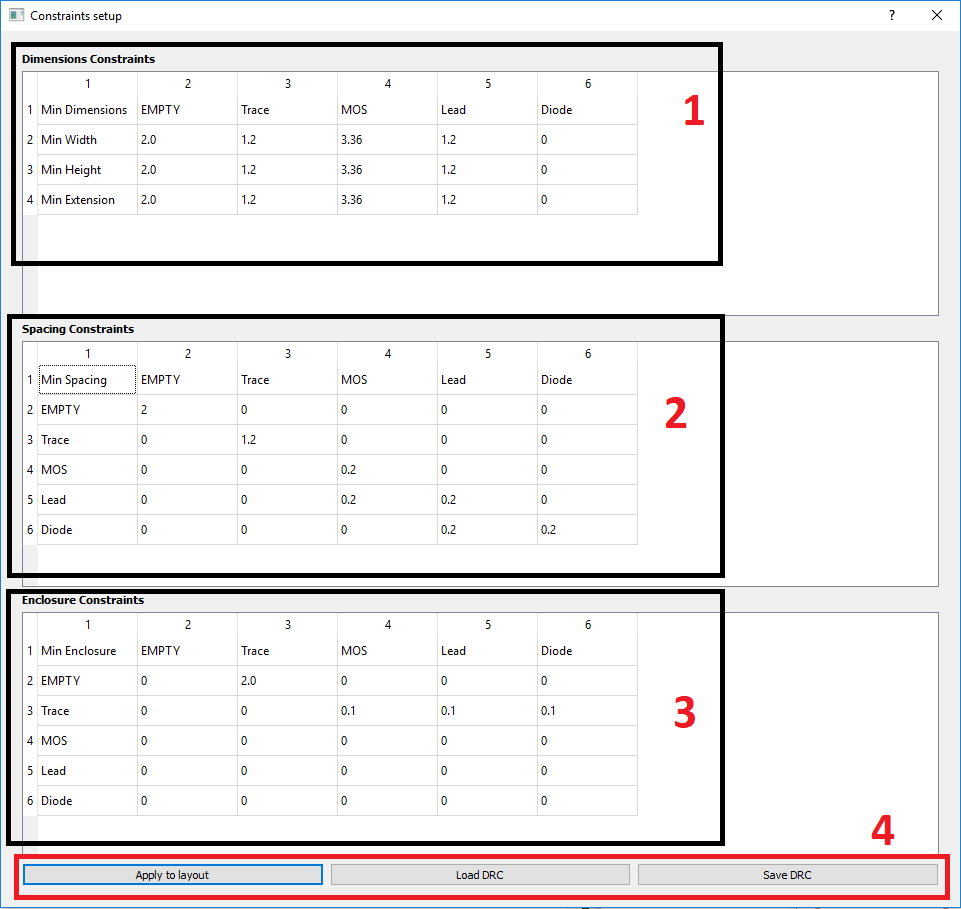 Constraints setup ?
Dimensions Constraints
1 2 3 4 5 6
1 Min Dimensions EMPTY Trace MOS Lead Diode
1
2 Min Width 2.0 1.2 3.36 1.2 0
3 Min Height 2.0 1.2 3.36 1.2 0
4 Min Extension 2.0 1.2 3.36 1.2 0
Spacing Constraints
1 2 3 4 5 6
1 Min Spacing EMPTY Trace MOS Lead Diode
2 EMPTY 2 0 0 0 0
2
3 Trace 0 1.2 0 0 0
4 MOS 0 0 0.2 0 0
5 Lead 0 0 0.2 0.2 0
6 Diode 0 0 0 0.2 0.2
Enclosure Constraints
1 2 3 4 5 6
1 Min Enclosure EMPTY Trace MOS Lead Diode
2 EMPTY 0 2.0 0 0 0
3 Trace 0 0 0.1 0.1 0.1
3
4 MOS 0 0 0 0 0
5 Lead 0 0 0 0 0
6 Diode 0 0 0 0 0
4
Apply to layout Load DRC Save DRC